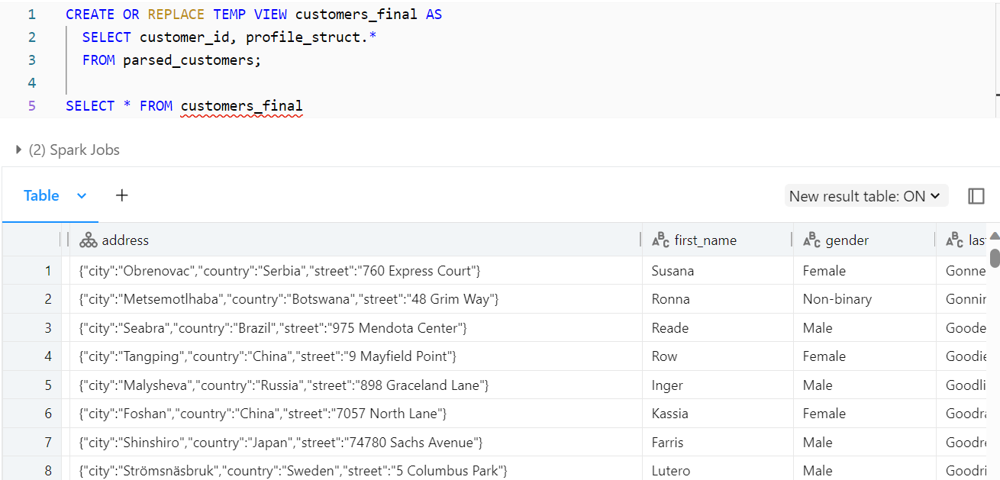 1 CREATE OR REPLACE TEMP VIEW customers_final AS
2 SELECT customer_id, profile_struct.*
3 FROM parsed_customers;
4
5 SELECT * FROM customers_final
(2) Spark Jobs
Table + New result table: ON
address first_name gender las
1 {"city":"Obrenovac","country":"Serbia","street":"760 Express Court"} Susana Female Gonne
2 {"city":"Metsemotlhaba","country":"Botswana","street":"48 Grim Way"} Ronna Non-binary Gonnin
3 {"city":"Seabra","country":"Brazil","street":"975 Mendota Center"} Reade Male Goode
4 {"city":"Tangping","country":"China","street":"9 Mayfield Point"} Row Female Goodie
5 {"city":"Malysheva","country":"Russia","street":"898 Graceland Lane"} Inger Male Goodli
6 {"city":"Foshan","country":"China","street":"7057 North Lane"} Kassia Female Goodra
7 {"city":"Shinshiro","country":"Japan","street":"74780 Sachs Avenue"} Farris Male Goodre
8 {"city":"Strömsnäsbruk","country":"Sweden","street":"5 Columbus Park"} Lutero Male Goodri